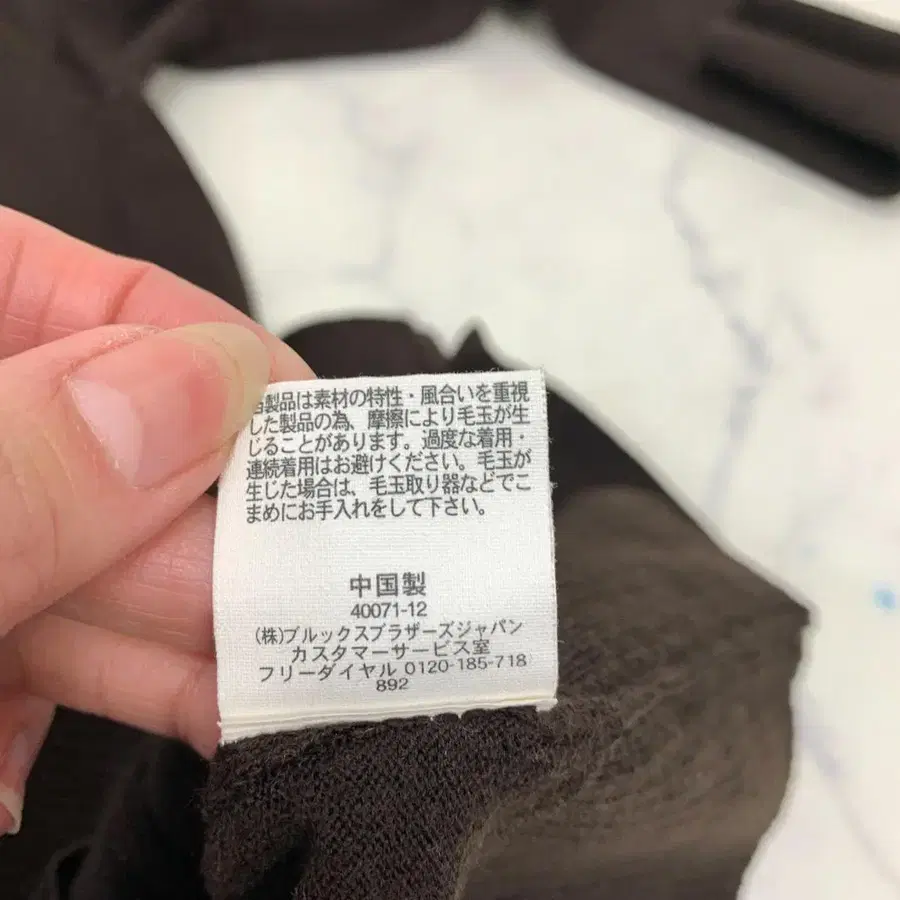 当製品は素材の特性・風合いを重視
した製品の為、摩擦により毛玉が生
じることがあります。過度な着用・
連続着用はお避けください。毛玉が
生じた場合は、毛玉取り器などでこ
まめにお手入れをして下さい。
中国製
40071-12
(株)ブルックスブラザーズジャパン
カスタマーサービス室
フリーダイヤル 0120-185-718
892